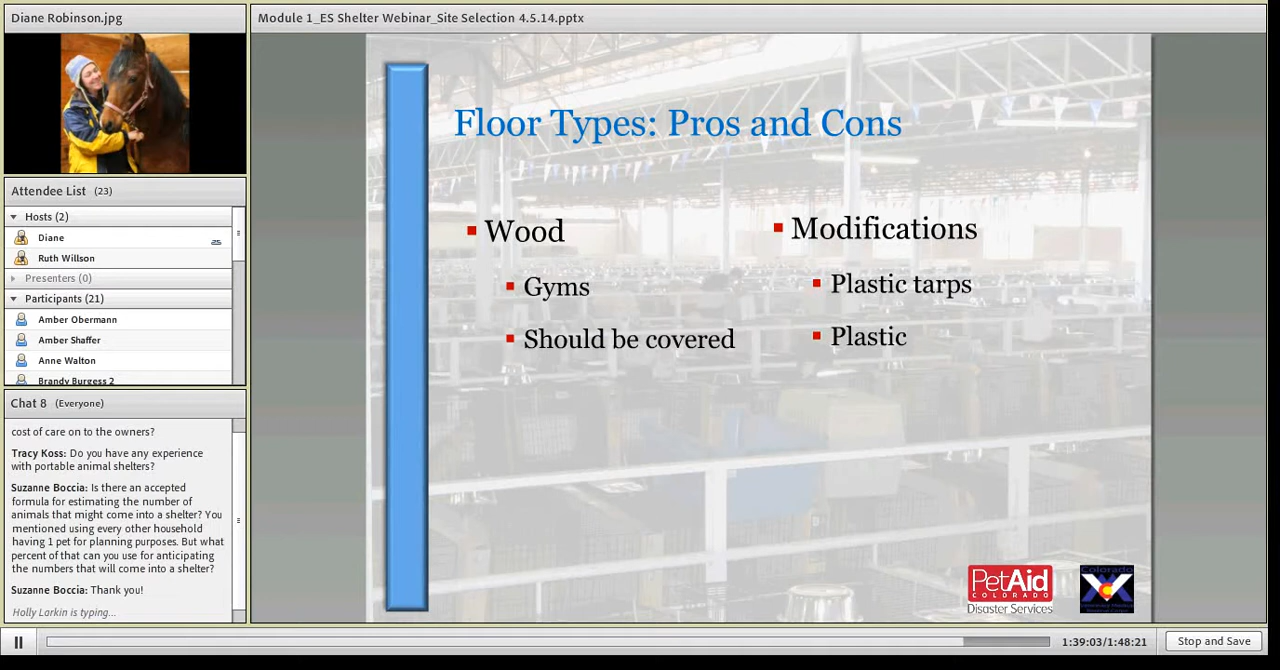 Diane Robinson.jpg
Attendee List (23)
Hosts (2)
Diane
Ruth Willson
Presenters (0)
Participants (21)
Amber Obermann
Amber Shaffer
Anne Walton
Brandy Burgess 2
Chat 8 (Everyone)
cost of care on to the owners?
Tracy Koss: Do you have any experience
with portable animal shelters?
Suzanne Boccia: Is there an accepted
formula for estimating the number of
animals that might come into a shelter? You
mentioned using every other household
having 1 pet for planning purposes. But what
percent of that can you use for anticipating
the numbers that will come into a shelter?
Suzanne Boccia: Thank you!
Holly Larkin is typing...
Module 1_ES Shelter Webinar_Site Selection 4.5.14.pptx
Floor Types: Pros and Cons
Wood
Gyms
Should be covered
Modifications
Plastic tarps
Plastic
PetAid
COLORADO
Disaster Services
Colorado
1:39:03/1:48:21
Stop and Save